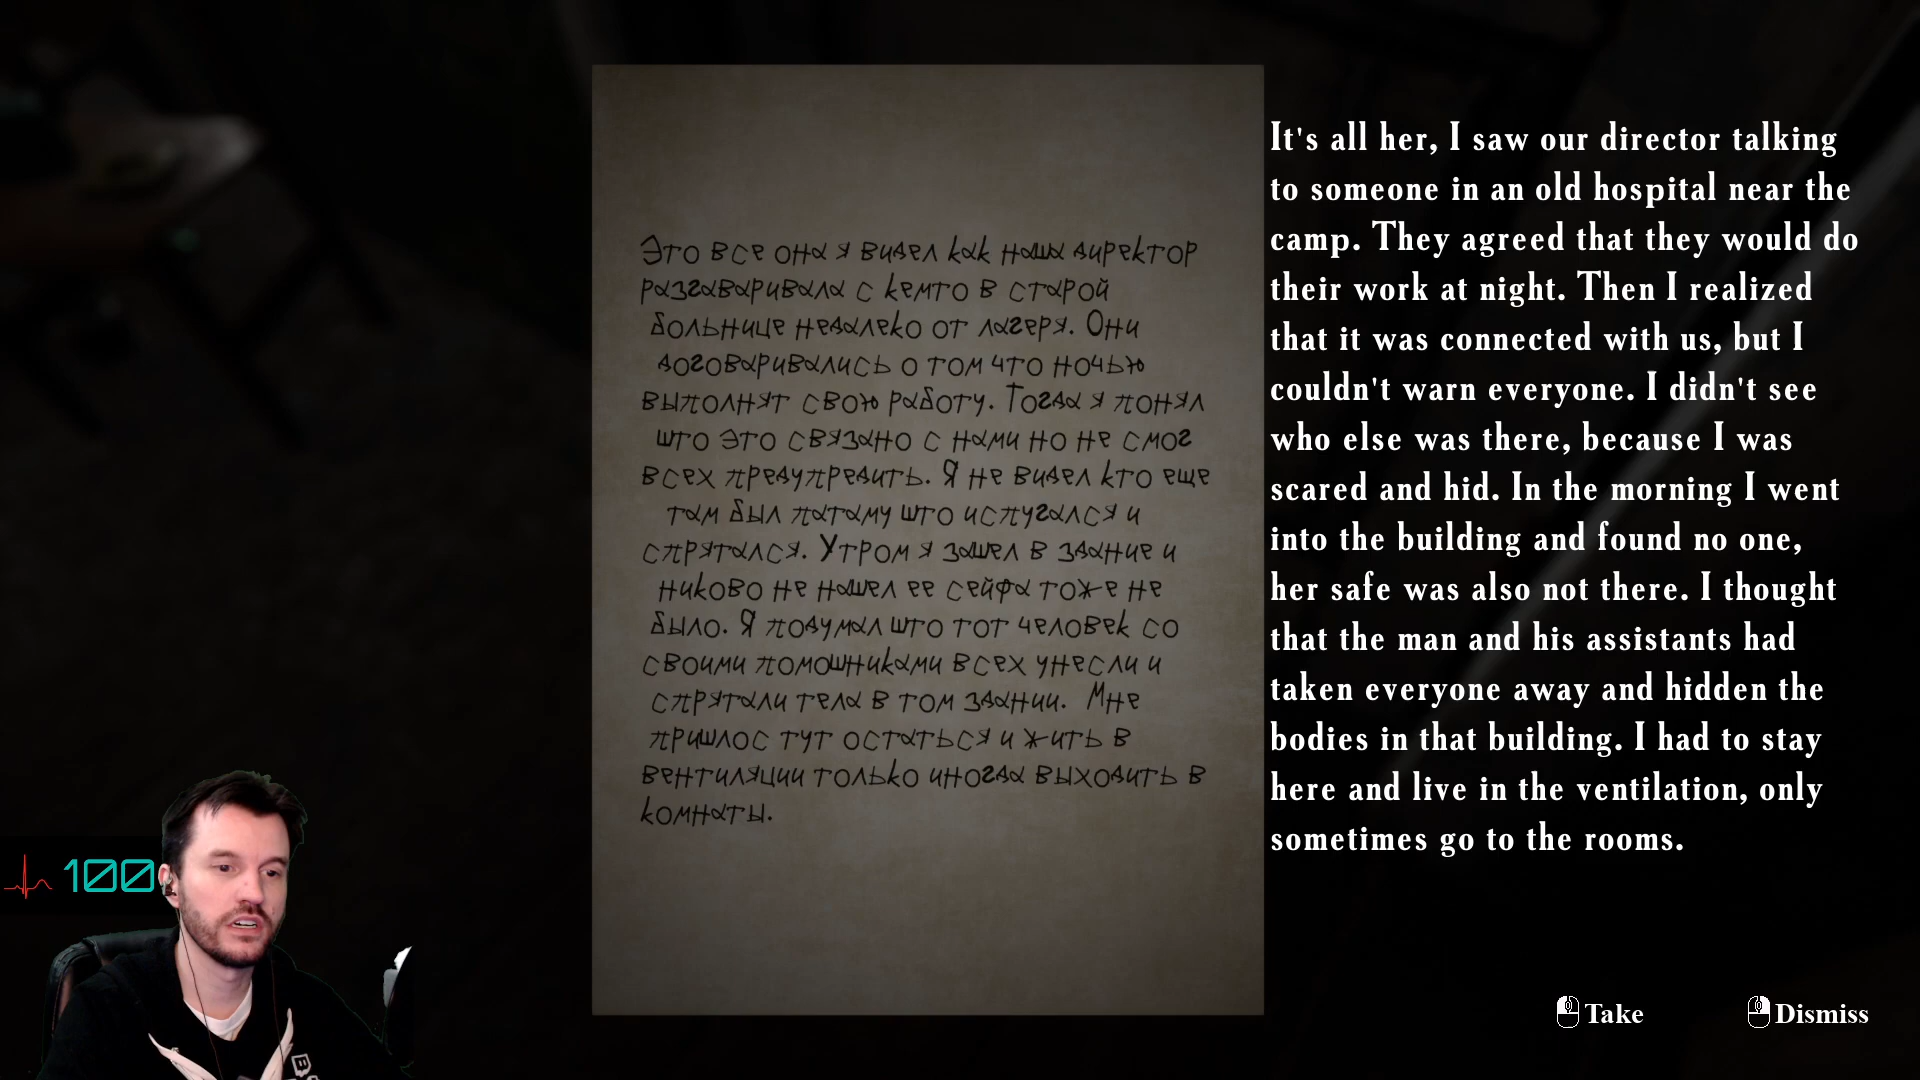 Это все она я видел как наша директор
разгаваривала с кемто в старой
больнице недалеко от лагеря. Они
договаривались о том что ночью
выполнят свою работу. Тогда я понял
што это связано с нами но не смог
всех предупредить. Я не видел кто еще
там был патаму што испугался и
спрятался. Утром я зашел в здание и
никово не нашел ее сейфа тоже не
было. Я подумал што тот человек со
своими помошниками всех унесли и
спрятали тела в том здании. Мне
пришлос тут остаться и жить в
вентиляции только иногда выходить в
комнаты.
It's all her, I saw our director talking
to someone in an old hospital near the
camp. They agreed that they would do
their work at night. Then I realized
that it was connected with us, but I
couldn't warn everyone. I didn't see
who else was there, because I was
scared and hid. In the morning I went
into the building and found no one,
her safe was also not there. I thought
that the man and his assistants had
taken everyone away and hidden the
bodies in that building. I had to stay
here and live in the ventilation, only
sometimes go to the rooms.
100
Take Dismiss